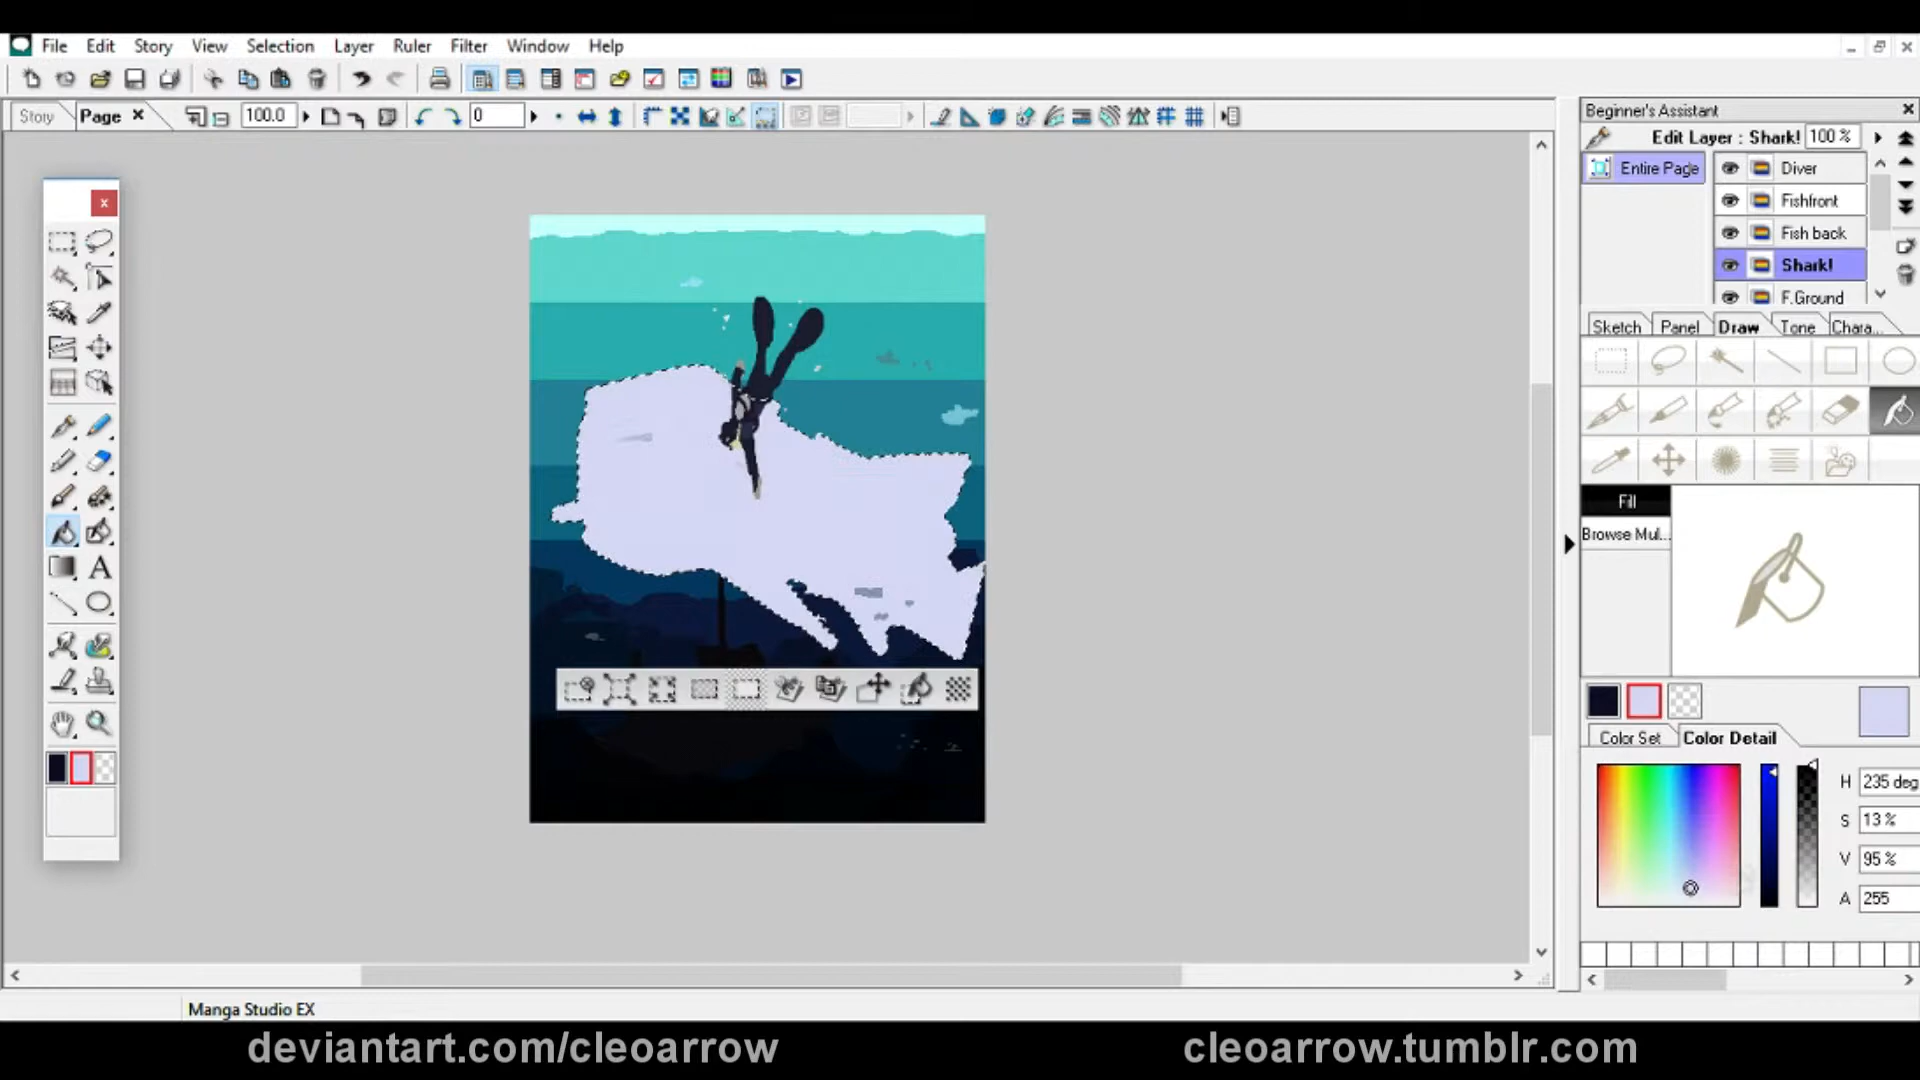 File Edit Story View Selection Layer Ruler Filter Window Help
Story Page 100.0 0
Beginner's Assistant
Edit Layer : Shark! 100 %
Entire Page
Diver
Fishfront
Fish back
Shark!
F.Ground
Sketch Panel Draw Tone Chara...
Fill
Browse Mul...
Color Set Color Detail
H 235 deg
S 13 %
V 95 %
A 255
Manga Studio EX
deviantart.com/cleoarrow
cleoarrow.tumblr.com